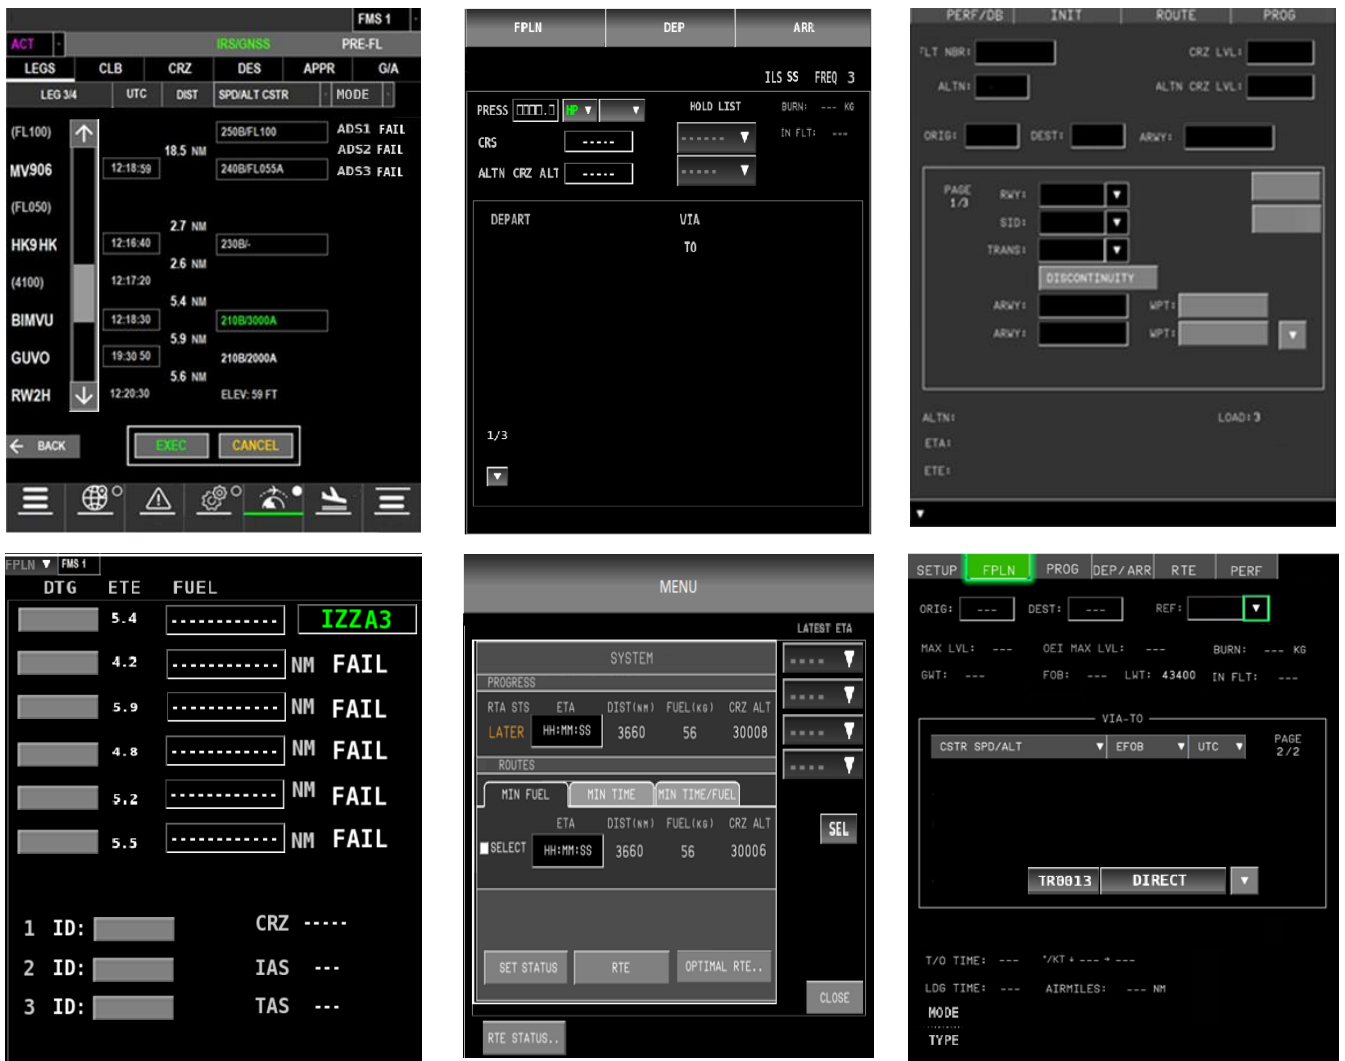 FMS 1
ACT IRS/GNSS PRE-FL
LEGS CLB CRZ DES APPR G/A
LEG 3/4 UTC DIST SPD/ALT CSTR MODE
(FL100) 250B/FL100 ADS1 FAIL
18.5 NM ADS2 FAIL
MV906 12:18:59 240B/FL055A ADS3 FAIL
(FL050)
2.7 NM
HK9HK 12:16:40 230B/-
2.6 NM
(4100) 12:17:20
5.4 NM
BIMVU 12:18:30 210B/3000A
5.9 NM
GUVO 19:30 50 210B/2000A
5.6 NM
RW2H 12:20:30 ELEV: 59 FT
← BACK EXEC CANCEL
FPLN DEP ARR
ILS SS FREQ 3
PRESS HP ▼ ▼ HOLD LIST BURN: --- KG
CRS ----- ------ ▼ IN FLT: ---
ALTN CRZ ALT ----- ----- ▼
DEPART VIA
TO
1/3
▼
PERF/DB INIT ROUTE PROG
FLT NBR: CRZ LVL:
ALTN: ALTN CRZ LVL:
ORIG: DEST: ARWY:
PAGE RWY: ▼
1/3
SID: ▼
TRANS: ▼
DISCONTINUITY
ARWY: WPT:
ARWY: WPT: ▼
ALTN: LOAD: 3
ETA:
ETE:
▼
FPLN ▼ FMS 1
DTG ETE FUEL
5.4 ------------ IZZA3
4.2 ------------ NM FAIL
5.9 ------------ NM FAIL
4.8 ------------ NM FAIL
5.2 ------------ NM FAIL
5.5 ------------ NM FAIL
1 ID: CRZ -----
2 ID: IAS ---
3 ID: TAS ---
MENU
LATEST ETA
SYSTEM ---- ▼
PROGRESS ---- ▼
RTA STS ETA DIST(NM) FUEL(KG) CRZ ALT
LATER HH:MM:SS 3660 56 30008 ---- ▼
ROUTES ---- ▼
MIN FUEL MIN TIME MIN TIME/FUEL
ETA DIST(NM) FUEL(KG) CRZ ALT SEL
SELECT HH:MM:SS 3660 56 30006
SET STATUS RTE OPTIMAL RTE..
CLOSE
RTE STATUS..
SETUP FPLN PROG DEP/ARR RTE PERF
ORIG: --- DEST: --- REF: ▼
MAX LVL: --- OEI MAX LVL: --- BURN: --- KG
GWT: --- FOB: --- LWT: 43400 IN FLT: ---
VIA-TO
CSTR SPD/ALT ▼ EFOB ▼ UTC ▼ PAGE
2/2
TR0013 DIRECT ▼
T/O TIME: --- °/KT + --- + ---
LDG TIME: --- AIRMILES: --- NM
MODE
TYPE